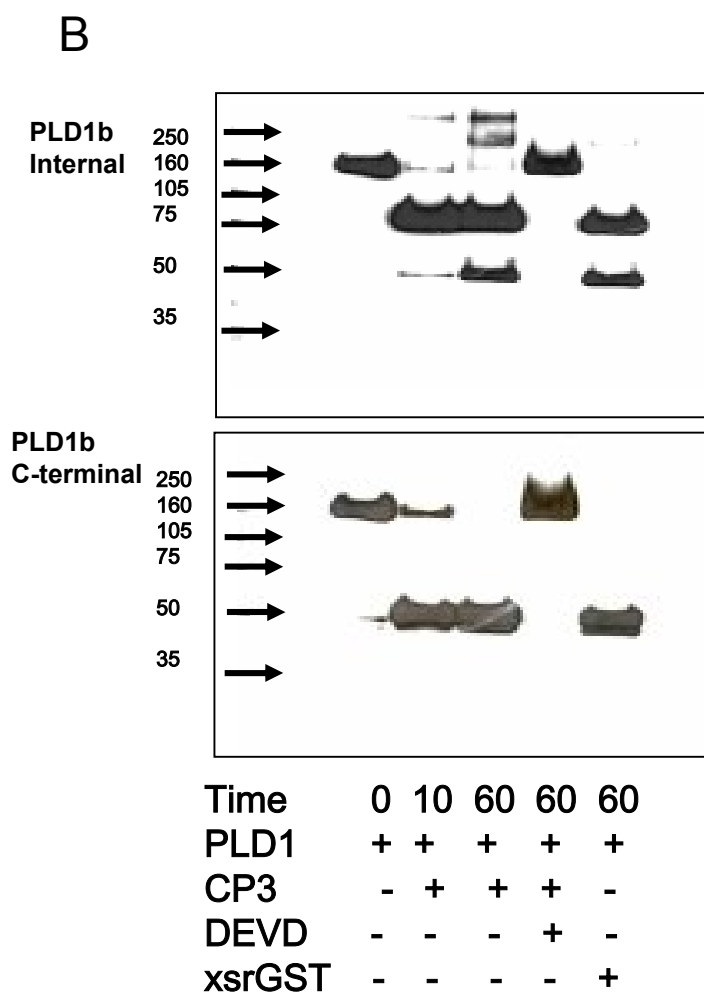 B
PLD1b
Internal
250
160
105
75
50
35
PLD1b
C-terminal
250
160
105
75
50
35
Time 0 10 60 60 60
PLD1 + + + + +
CP3 - + + + -
DEVD - - - + -
xsrGST - - - - +